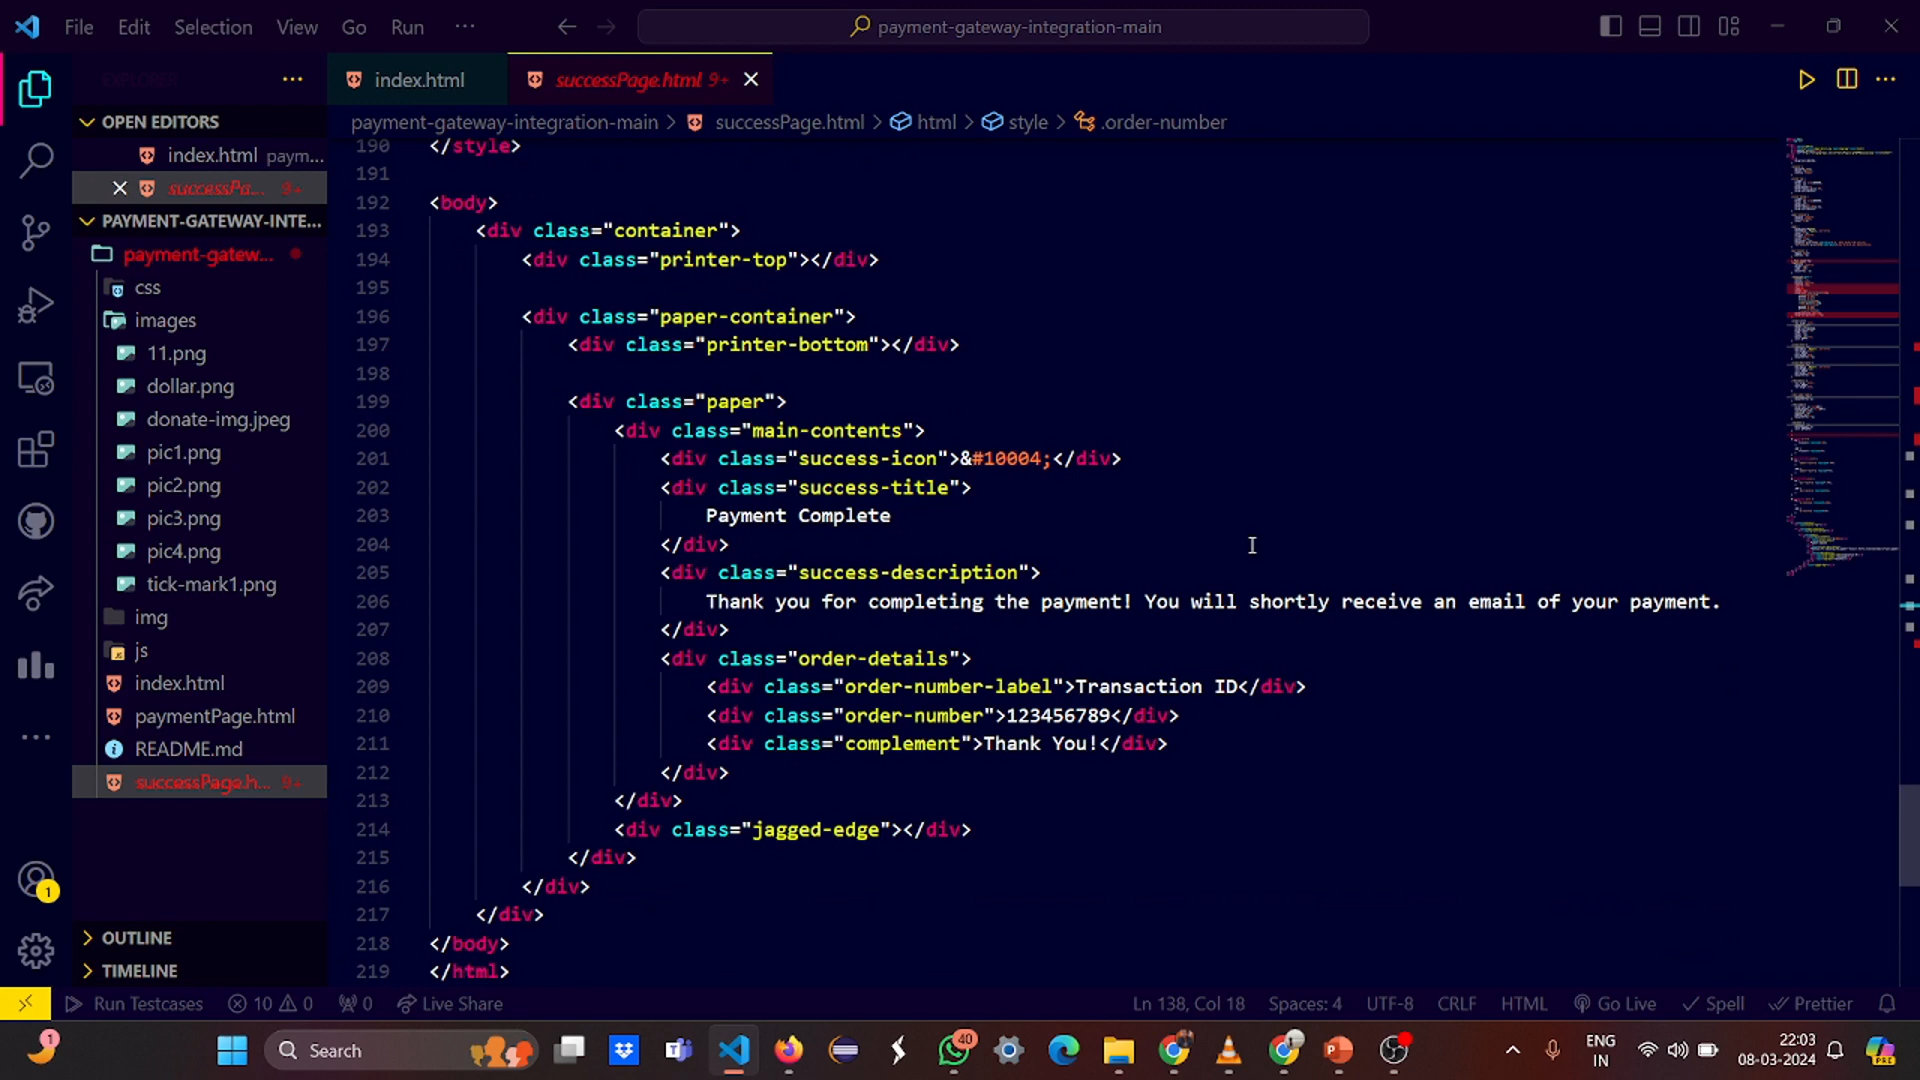 File Edit Selection View Go Run ··· payment-gateway-integration-main
EXPLORER ···
index.html
successPage.html 9+
OPEN EDITORS
index.html paym...
successPa... 9+
PAYMENT-GATEWAY-INTE...
payment-gatew...
css
images
11.png
dollar.png
donate-img.jpeg
pic1.png
pic2.png
pic3.png
pic4.png
tick-mark1.png
img
js
index.html
paymentPage.html
README.md
successPage.h... 9+
OUTLINE
TIMELINE
1
payment-gateway-integration-main > successPage.html > html > style > .order-number
190 </style>
191
192 <body>
193 <div class="container">
194 <div class="printer-top"></div>
195
196 <div class="paper-container">
197 <div class="printer-bottom"></div>
198
199 <div class="paper">
200 <div class="main-contents">
201 <div class="success-icon">&#10004;</div>
202 <div class="success-title">
203 Payment Complete
204 </div>
205 <div class="success-description">
206 Thank you for completing the payment! You will shortly receive an email of your payment.
207 </div>
208 <div class="order-details">
209 <div class="order-number-label">Transaction ID</div>
210 <div class="order-number">123456789</div>
211 <div class="complement">Thank You!</div>
212 </div>
213 </div>
214 <div class="jagged-edge"></div>
215 </div>
216 </div>
217 </div>
218 </body>
219 </html>
Run Testcases 10 0 0 Live Share Ln 138, Col 18 Spaces: 4 UTF-8 CRLF HTML Go Live Spell Prettier
1 Search 40 ENG
IN
22:03
08-03-2024
PRE